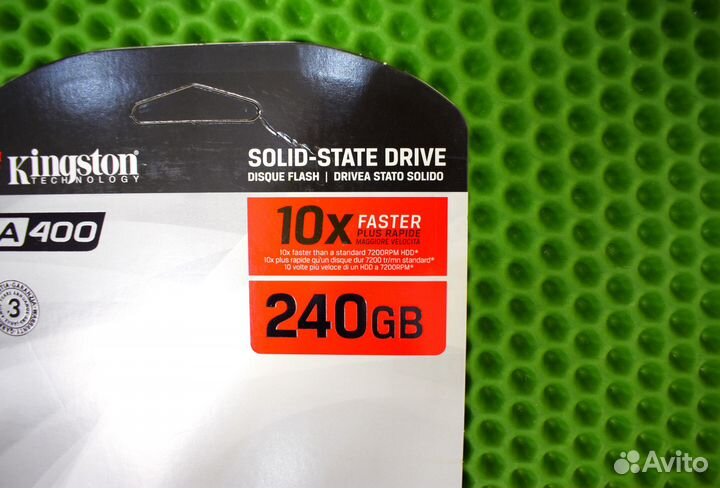 Kingston
TECHNOLOGY
SOLID-STATE DRIVE
DISQUE FLASH | DRIVEA STATO SOLIDO
A400
10x FASTER
PLUS RAPIDE
MAGGIORE VELOCITÀ
10x faster than a standard 7200RPM HDD*
10x plus rapide qu'un disque dur 7200 tr/mn standard*
10 volte più veloce di un HDD a 7200RPM*
3
240GB
Avito